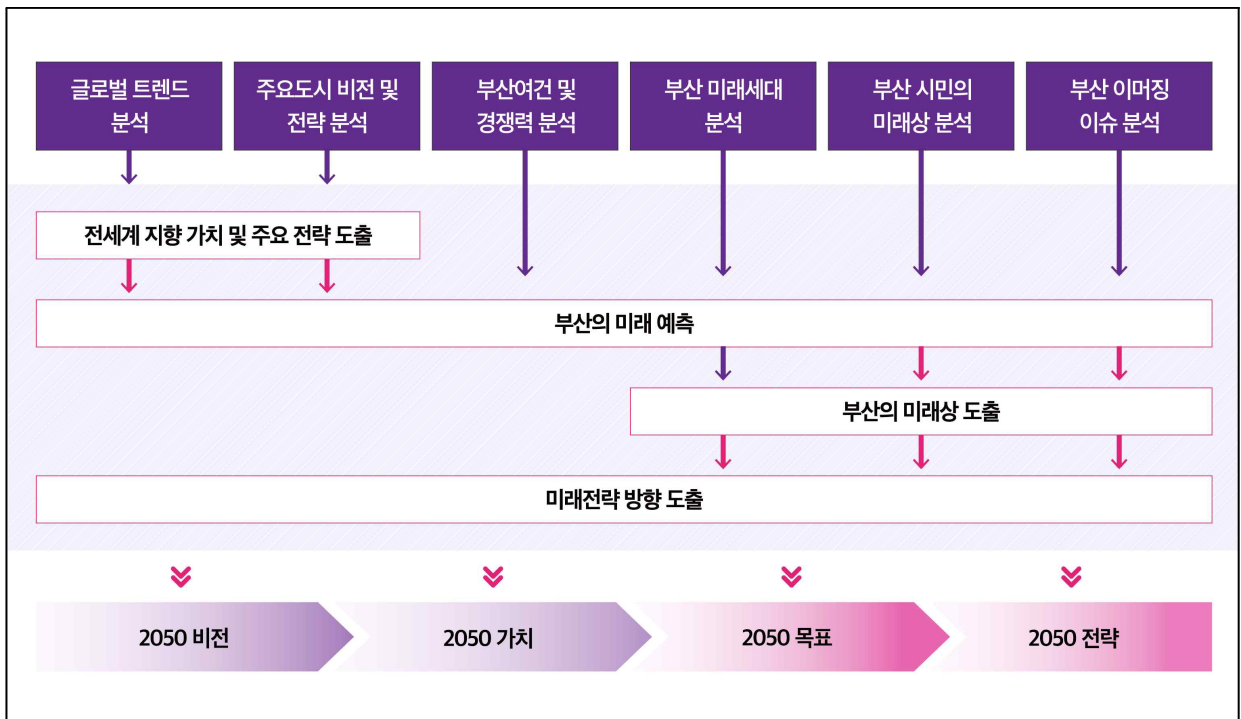 글로벌 트렌드
분석
주요도시 비전 및
전략 분석
부산여건 및
경쟁력 분석
부산 미래세대
분석
부산 시민의
미래상 분석
부산 이머징
이슈 분석
전세계 지향 가치 및 주요 전략 도출
부산의 미래 예측
부산의 미래상 도출
미래전략 방향 도출
2050 비전
2050 가치
2050 목표
2050 전략